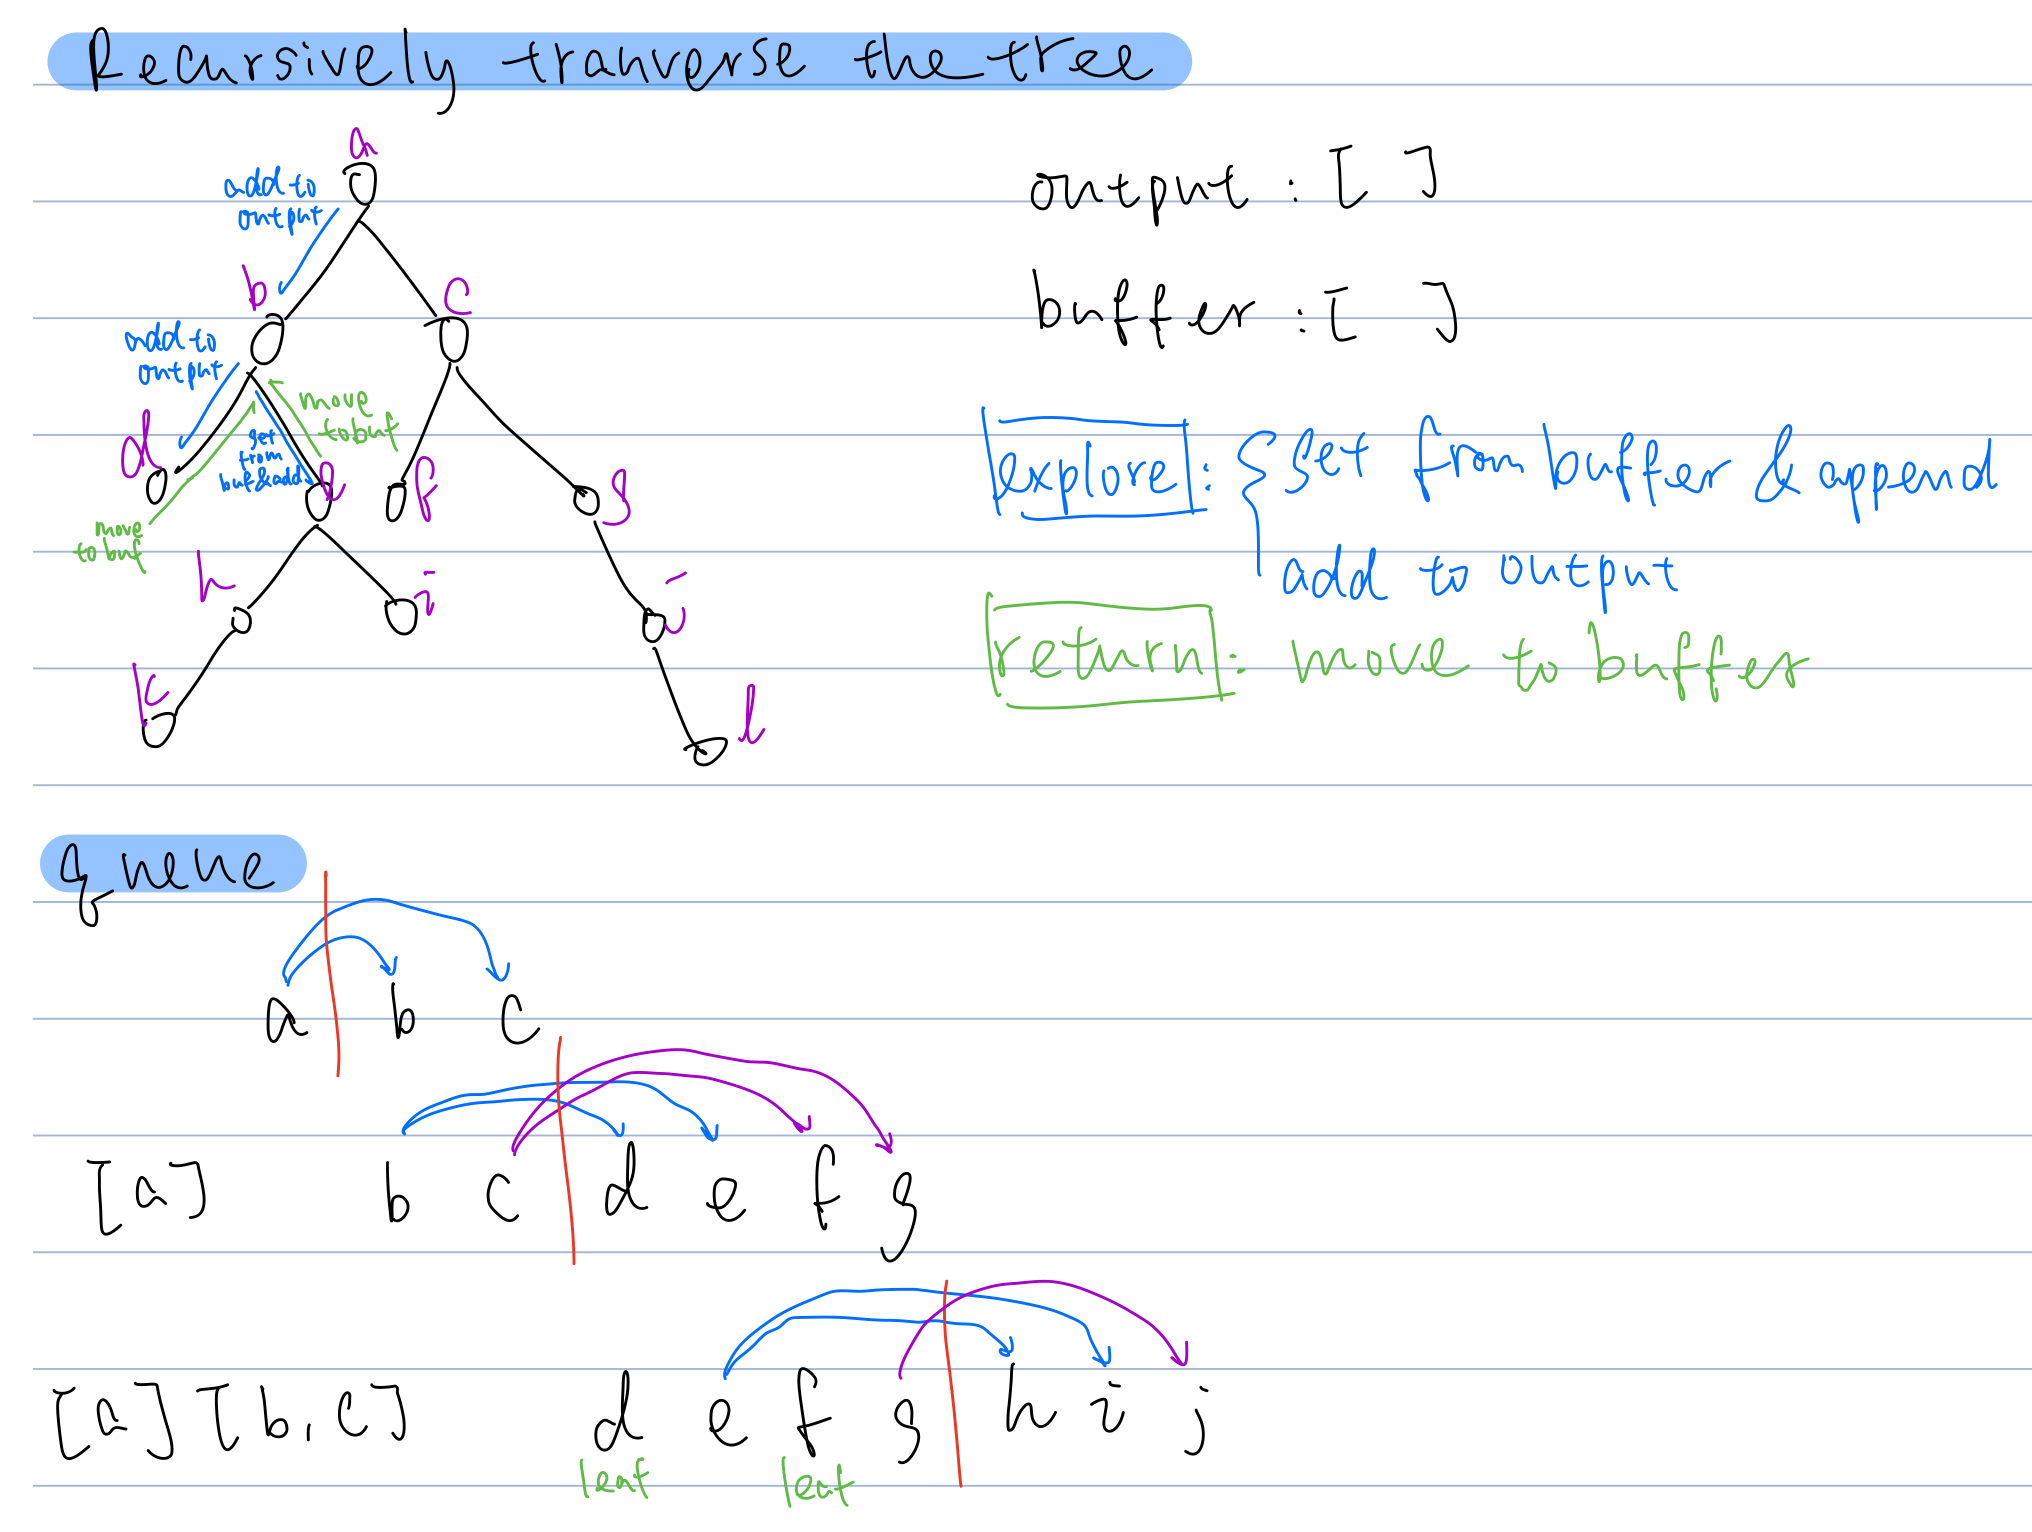 Recursively tranverse the tree
a
add to
output
output : [ ]
b
c
buffer : [ ]
add to
output
move
to buf
d
get
from
buf & add
e
f
g
explore : { get from buffer & append
add to output
move
to buf
h
i
j
return : move to buffer
k
l
queue
a b c
[a] b c d e f g
[a] [b, c] d e f g h i j
leaf leaf